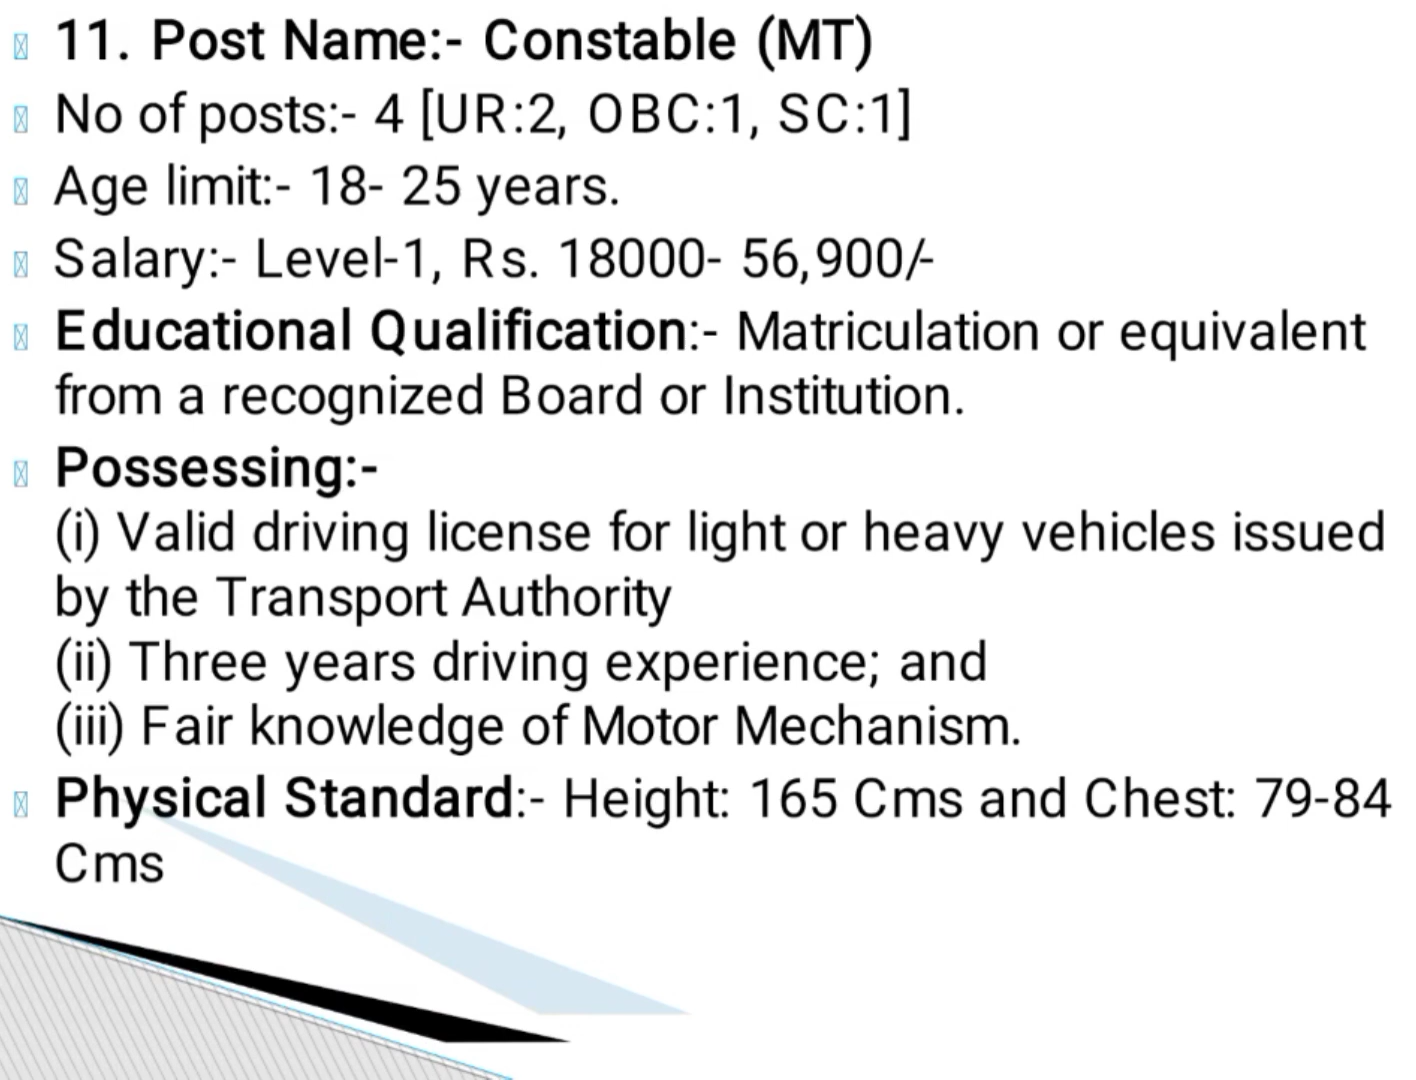 11. Post Name:- Constable (MT)
No of posts:- 4 [UR:2, OBC:1, SC:1]
Age limit:- 18- 25 years.
Salary:- Level-1, Rs. 18000- 56,900/-
Educational Qualification:- Matriculation or equivalent
from a recognized Board or Institution.
Possessing:-
(i) Valid driving license for light or heavy vehicles issued
by the Transport Authority
(ii) Three years driving experience; and
(iii) Fair knowledge of Motor Mechanism.
Physical Standard:- Height: 165 Cms and Chest: 79-84
Cms